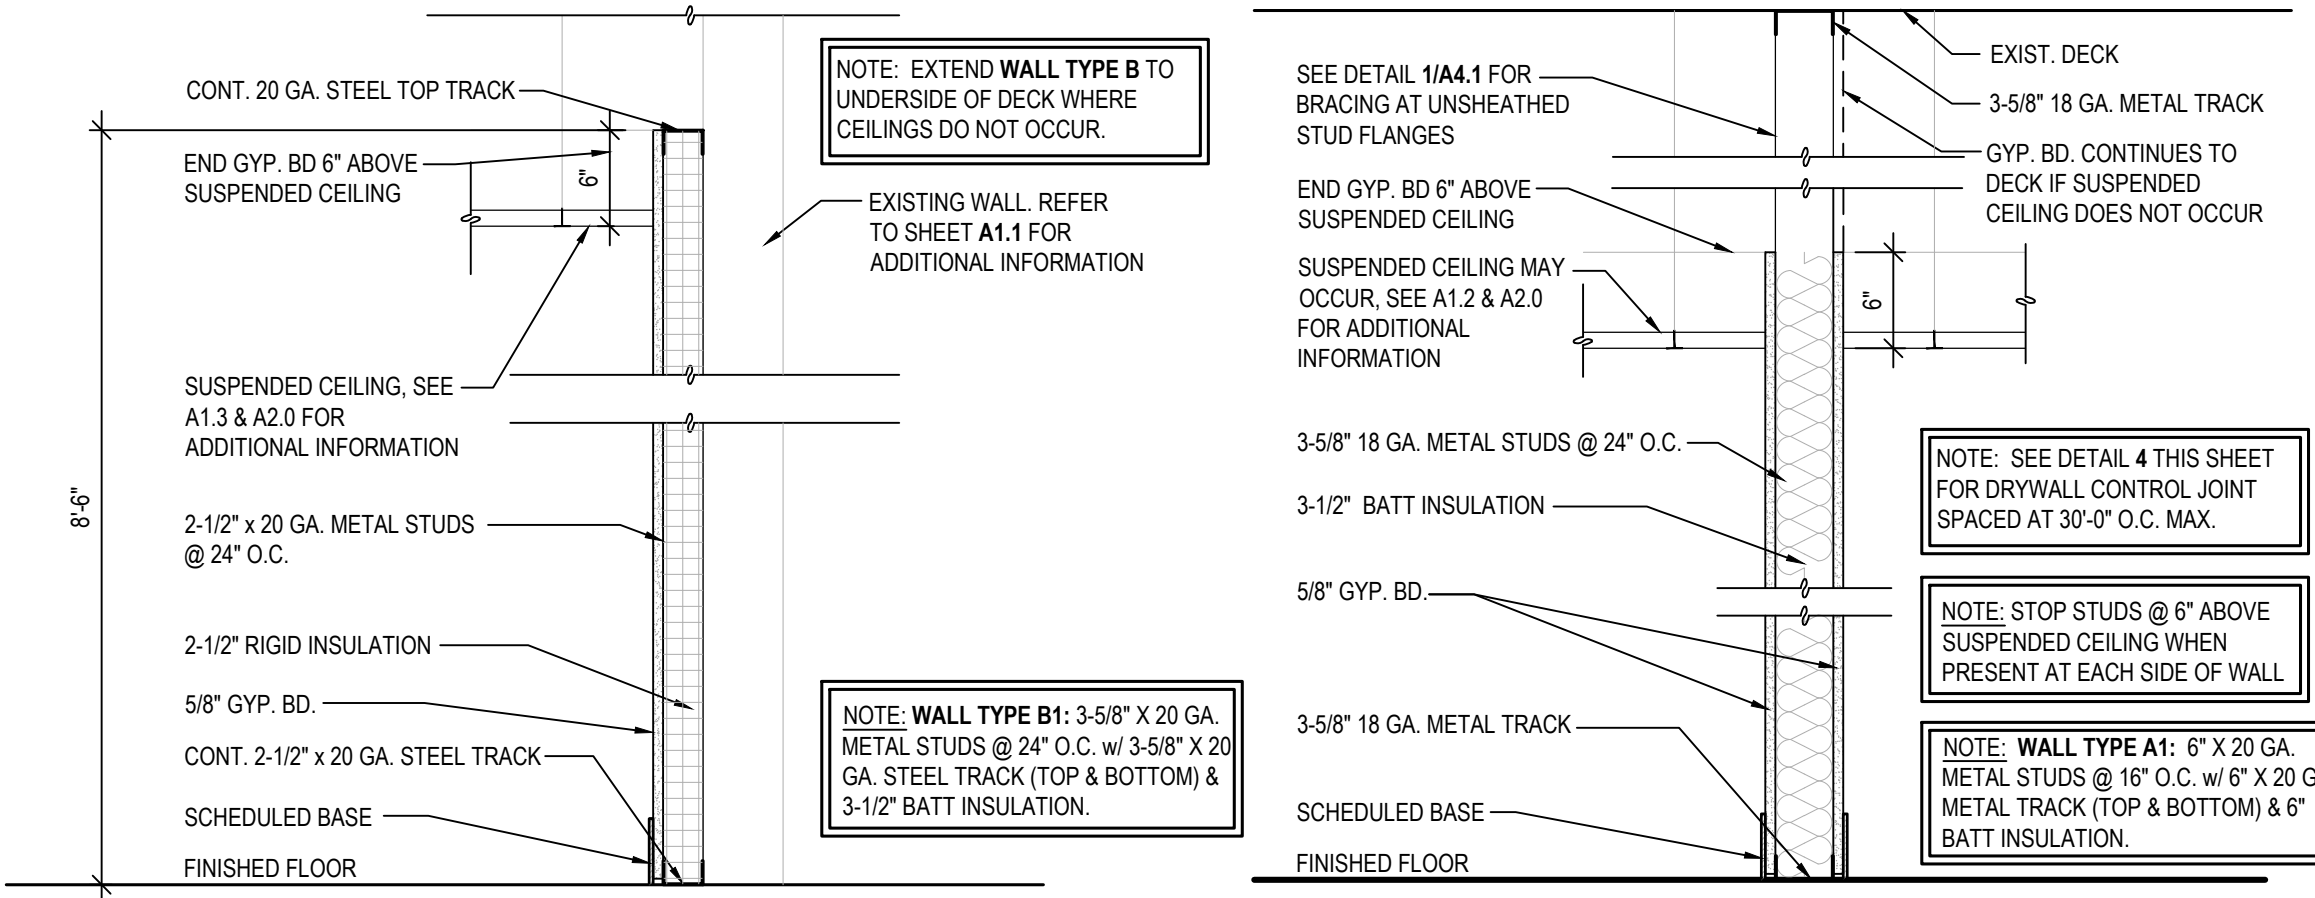 CONT. 20 GA. STEEL TOP TRACK
END GYP. BD 6" ABOVE
SUSPENDED CEILING
6"
8'-6"
SUSPENDED CEILING, SEE
A1.3 & A2.0 FOR
ADDITIONAL INFORMATION
2-1/2" x 20 GA. METAL STUDS
@ 24" O.C.
2-1/2" RIGID INSULATION
5/8" GYP. BD.
CONT. 2-1/2" x 20 GA. STEEL TRACK
SCHEDULED BASE
FINISHED FLOOR
NOTE: EXTEND WALL TYPE B TO
UNDERSIDE OF DECK WHERE
CEILINGS DO NOT OCCUR.
EXISTING WALL. REFER
TO SHEET A1.1 FOR
ADDITIONAL INFORMATION
NOTE: WALL TYPE B1: 3-5/8" X 20 GA.
METAL STUDS @ 24" O.C. w/ 3-5/8" X 20
GA. STEEL TRACK (TOP & BOTTOM) &
3-1/2" BATT INSULATION.
SEE DETAIL 1/A4.1 FOR
BRACING AT UNSHEATHED
STUD FLANGES
END GYP. BD 6" ABOVE
SUSPENDED CEILING
SUSPENDED CEILING MAY
OCCUR, SEE A1.2 & A2.0
FOR ADDITIONAL
INFORMATION
3-5/8" 18 GA. METAL STUDS @ 24" O.C.
3-1/2" BATT INSULATION
5/8" GYP. BD.
3-5/8" 18 GA. METAL TRACK
SCHEDULED BASE
FINISHED FLOOR
EXIST. DECK
3-5/8" 18 GA. METAL TRACK
GYP. BD. CONTINUES TO
DECK IF SUSPENDED
CEILING DOES NOT OCCUR
6"
NOTE: SEE DETAIL 4 THIS SHEET
FOR DRYWALL CONTROL JOINT
SPACED AT 30'-0" O.C. MAX.
NOTE: STOP STUDS @ 6" ABOVE
SUSPENDED CEILING WHEN
PRESENT AT EACH SIDE OF WALL
NOTE: WALL TYPE A1: 6" X 20 GA.
METAL STUDS @ 16" O.C. w/ 6" X 20 G
METAL TRACK (TOP & BOTTOM) & 6"
BATT INSULATION.